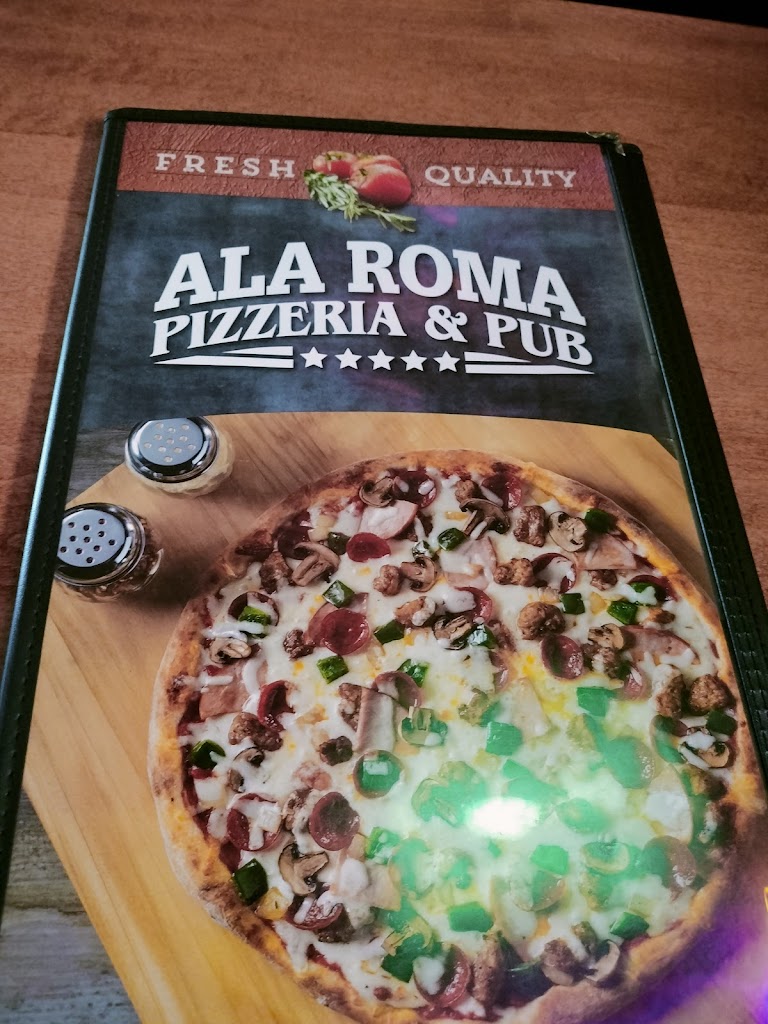 FRESH QUALITY
ALA ROMA
PIZZERIA & PUB